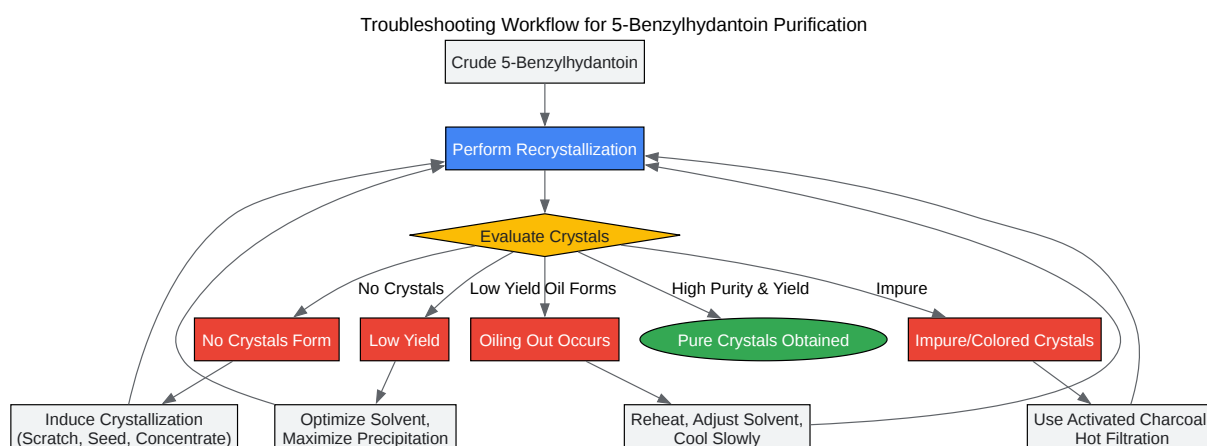 Troubleshooting Workflow for 5-Benzylhydantoin Purification
Crude 5-Benzylhydantoin
Perform Recrystallization
Evaluate Crystals
No Crystals
Low Yield
Oil Forms
High Purity & Yield
Impure
No Crystals Form
Low Yield
Oiling Out Occurs
Pure Crystals Obtained
Impure/Colored Crystals
Induce Crystallization
(Scratch, Seed, Concentrate)
Optimize Solvent,
Maximize Precipitation
Reheat, Adjust Solvent,
Cool Slowly
Use Activated Charcoal
Hot Filtration